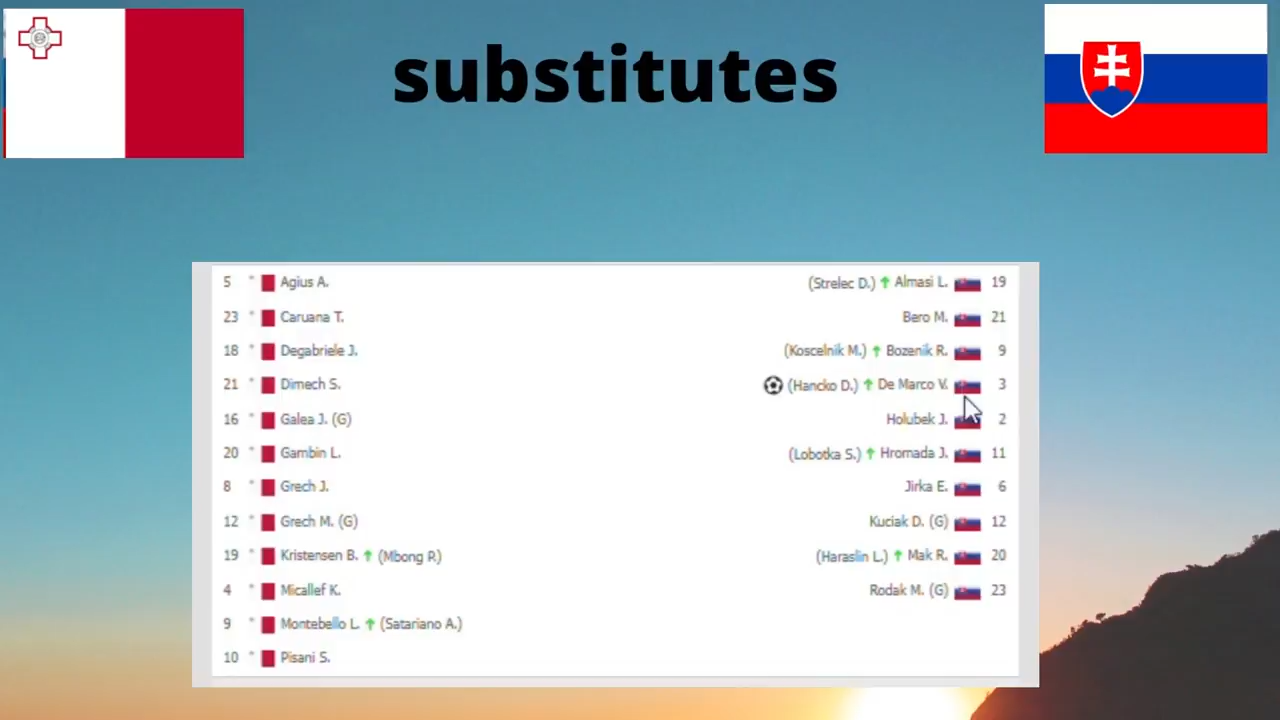 substitutes
5 Agius A. (Strelec D.) Almasi L. 19
23 Caruana T. Bero M. 21
18 Degabriele J. (Koscelnik M.) Bozenik R. 9
21 Dimech S. (Hancko D.) De Marco V. 3
16 Galea J. (G) Holubek J. 2
20 Gambin L. (Lobotka S.) Hromada J. 11
8 Grech J. Jirka E. 6
12 Grech M. (G) Kuciak D. (G) 12
19 Kristensen B. (Mbong P.) (Haraslin L.) Mak R. 20
4 Micallef K. Rodak M. (G) 23
9 Montebello L. (Satariano A.)
10 Pisani S.